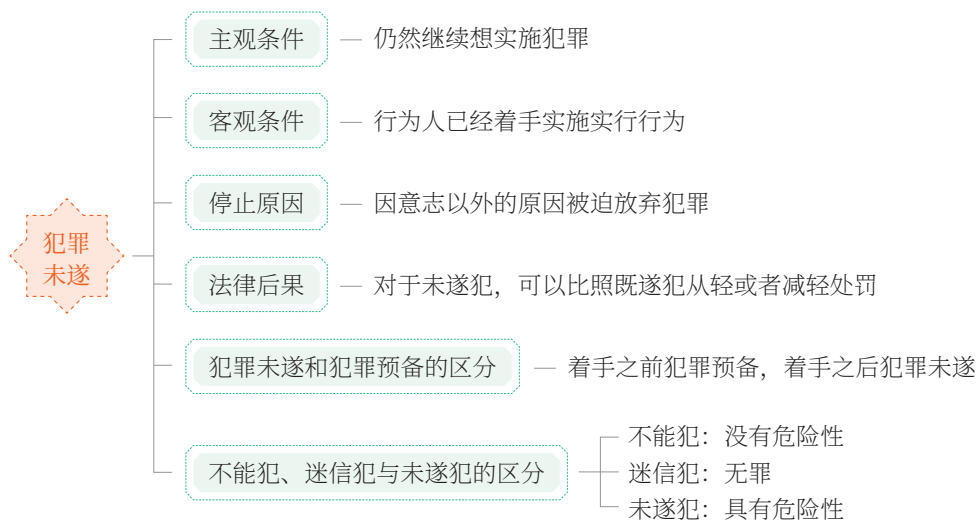 犯罪
未遂
主观条件 — 仍然继续想实施犯罪
客观条件 — 行为人已经着手实施实行行为
停止原因 — 因意志以外的原因被迫放弃犯罪
法律后果 — 对于未遂犯，可以比照既遂犯从轻或者减轻处罚
犯罪未遂和犯罪预备的区分 — 着手之前犯罪预备，着手之后犯罪未遂
不能犯、迷信犯与未遂犯的区分
不能犯：没有危险性
迷信犯：无罪
未遂犯：具有危险性